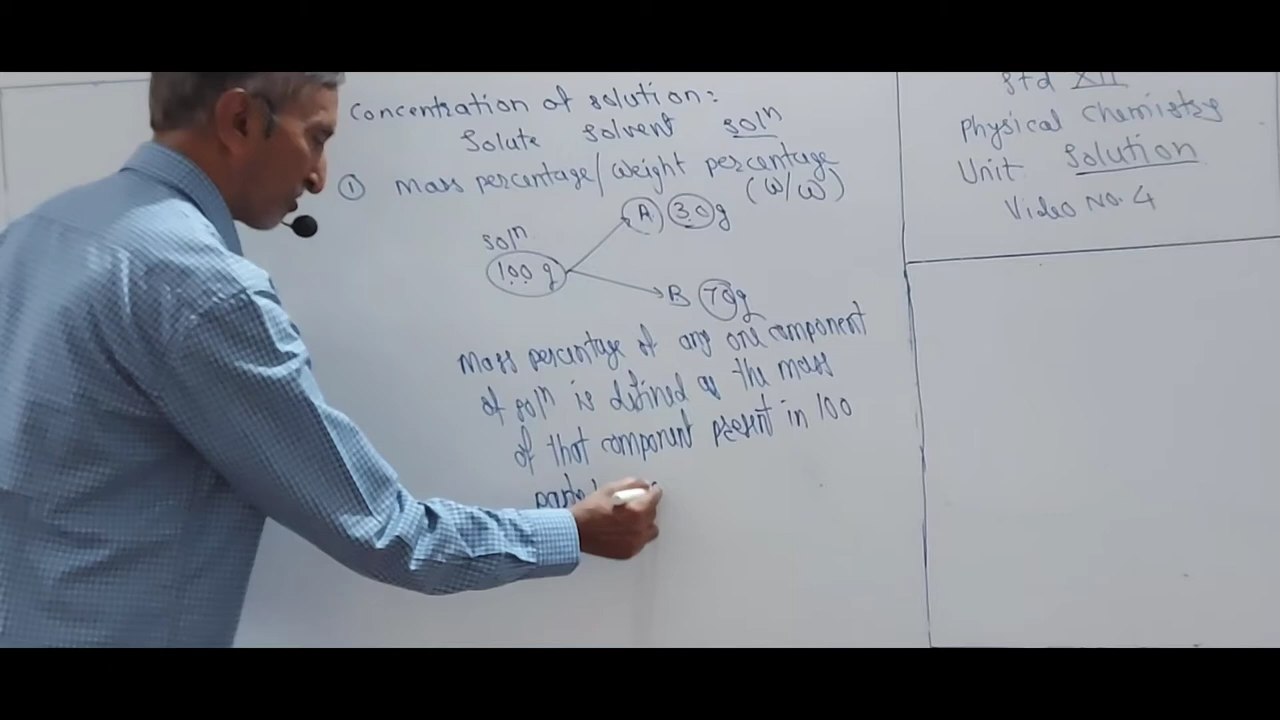 Concentration of solution:
Solute Solvent Solⁿ
① Mass percentage/Weight percentage
(W/W)
A 30g
Solⁿ
100 g
B 70g
Mass percentage of any one component
of solⁿ is defined as the mass
of that component present in 100
Std XII
Physical Chemistry
Unit Solution
Video No. 4